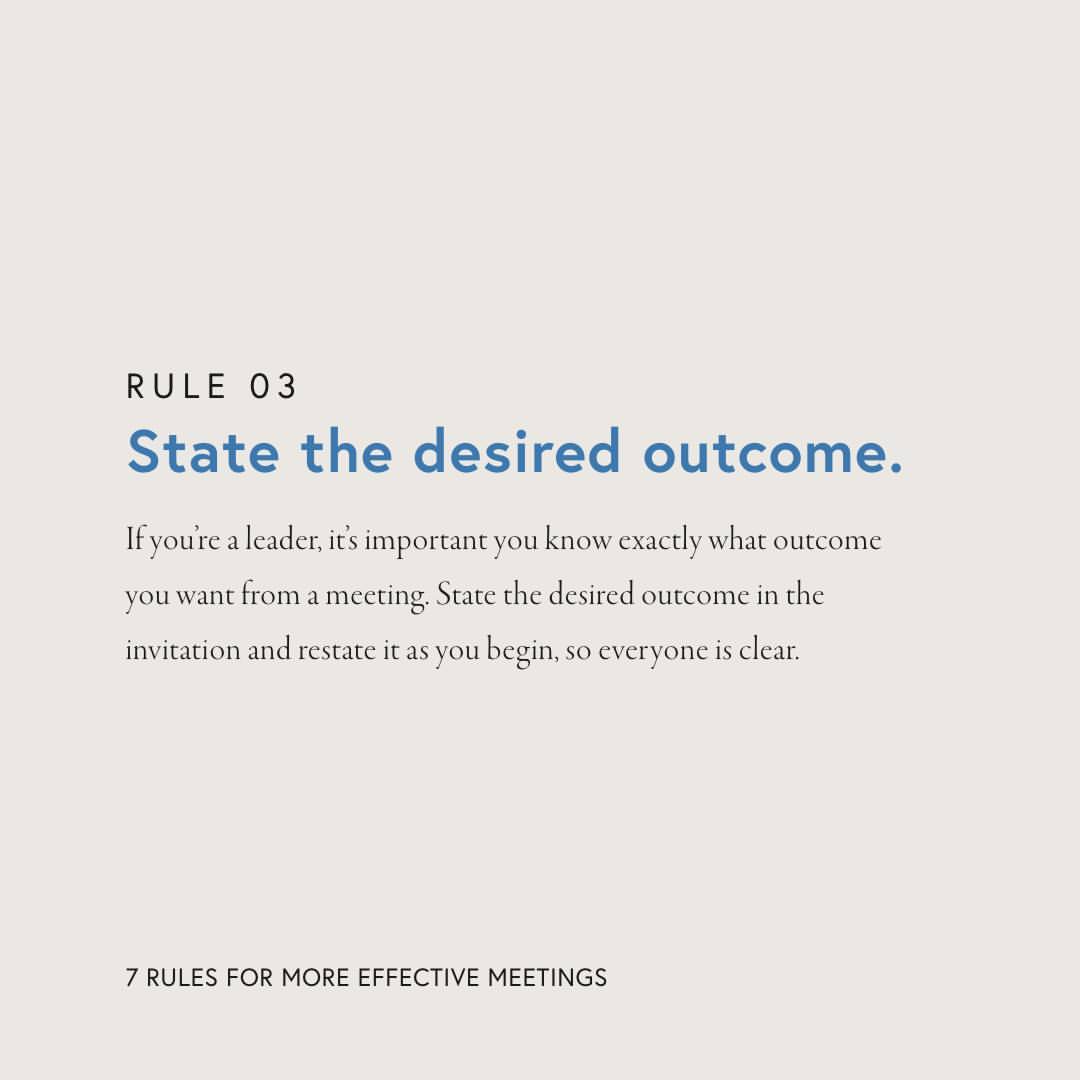 RULE 03
State the desired outcome.
If you’re a leader, it’s important you know exactly what outcome
you want from a meeting. State the desired outcome in the
invitation and restate it as you begin, so everyone is clear.
7 RULES FOR MORE EFFECTIVE MEETINGS